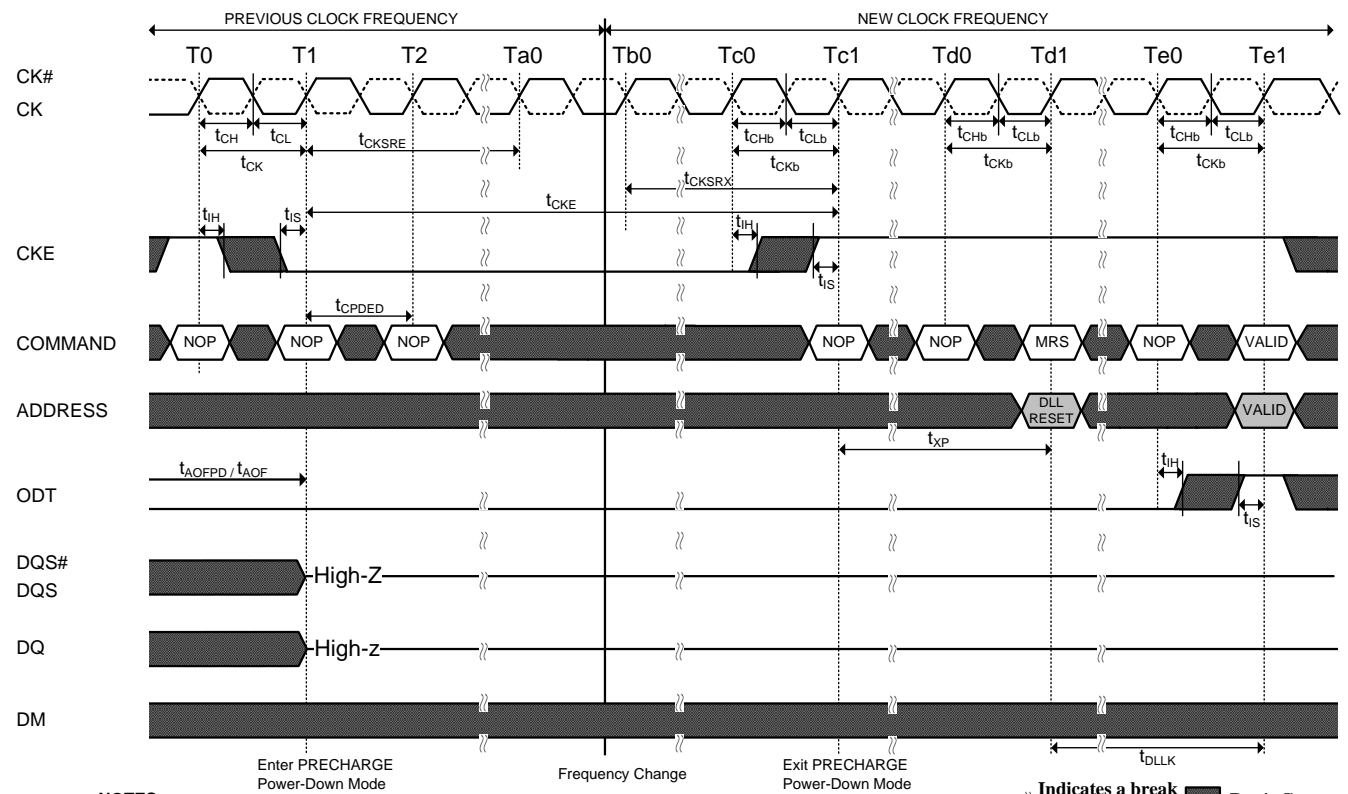 PREVIOUS CLOCK FREQUENCY NEW CLOCK FREQUENCY
T0 T1 T2 Ta0 Tb0 Tc0 Tc1 Td0 Td1 Te0 Te1
CK#
CK
tCH tCL tCHb tCLb tCHb tCLb tCHb tCLb
tCK tCKSRE tCKb tCKb tCKb
tCKSRX
tCKE
tIH tIS tIH
CKE
tIS
tCPDED
COMMAND NOP NOP NOP NOP NOP MRS NOP VALID
ADDRESS DLL RESET VALID
tXP
tAOFPD / tAOF tIH
ODT
tIS
DQS#
DQS High-Z
DQ High-z
DM
tDLLK
Enter PRECHARGE
Power-Down Mode
Frequency Change
Exit PRECHARGE
Power-Down Mode
Indicates a break